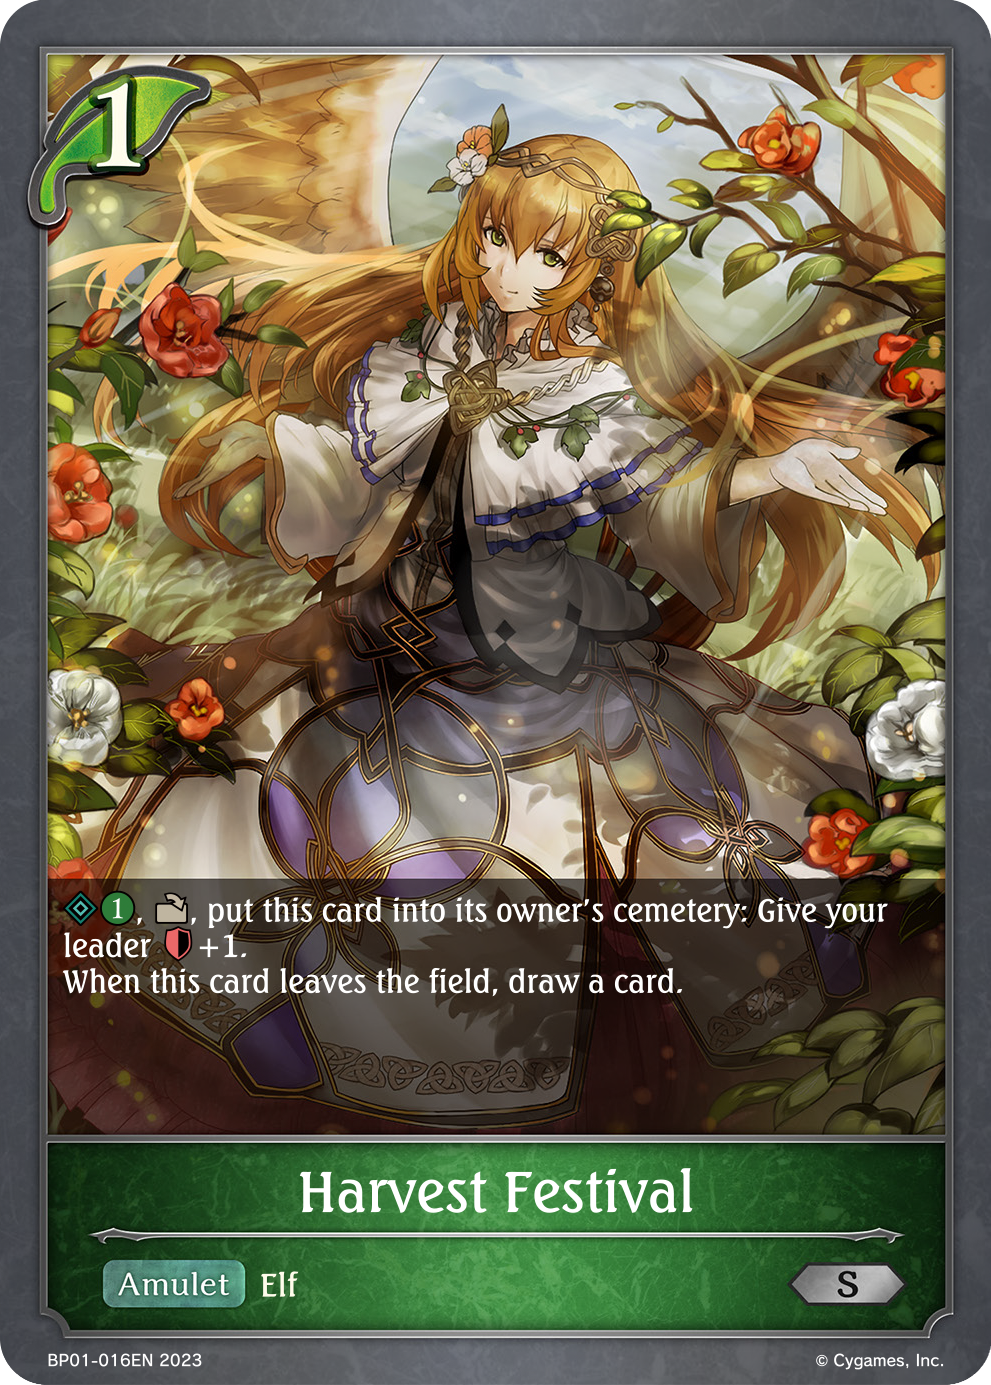 1
1, , put this card into its owner's cemetery: Give your
leader +1.
When this card leaves the field, draw a card.
Harvest Festival
Amulet Elf
S
BP01-016EN 2023
© Cygames, Inc.